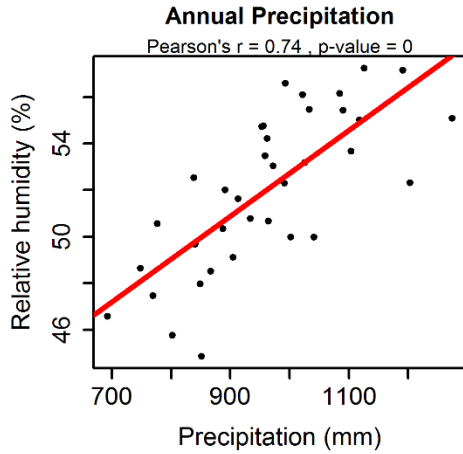 Annual Precipitation
Pearson's r = 0.74 , p-value = 0
Relative humidity (%)
54
50
46
700
900
1100
Precipitation (mm)